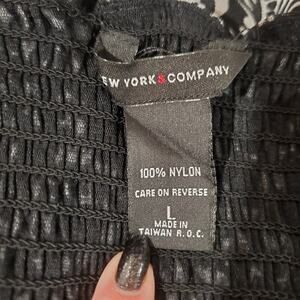 EW YORK&COMPANY
100% NYLON
CARE ON REVERSE
L
MADE IN
TAIWAN R.O.C.